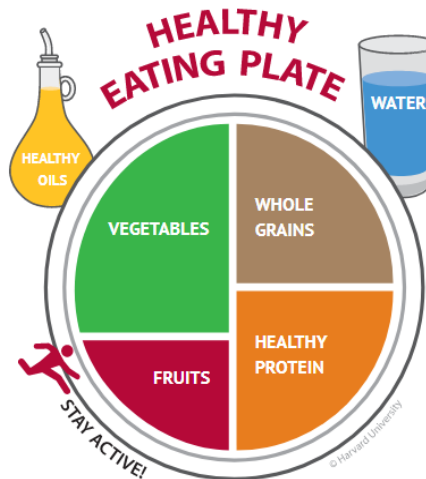 HEALTHY
EATING PLATE
HEALTHY
OILS
WATER
VEGETABLES
WHOLE
GRAINS
FRUITS
HEALTHY
PROTEIN
STAY ACTIVE!
© Harvard University